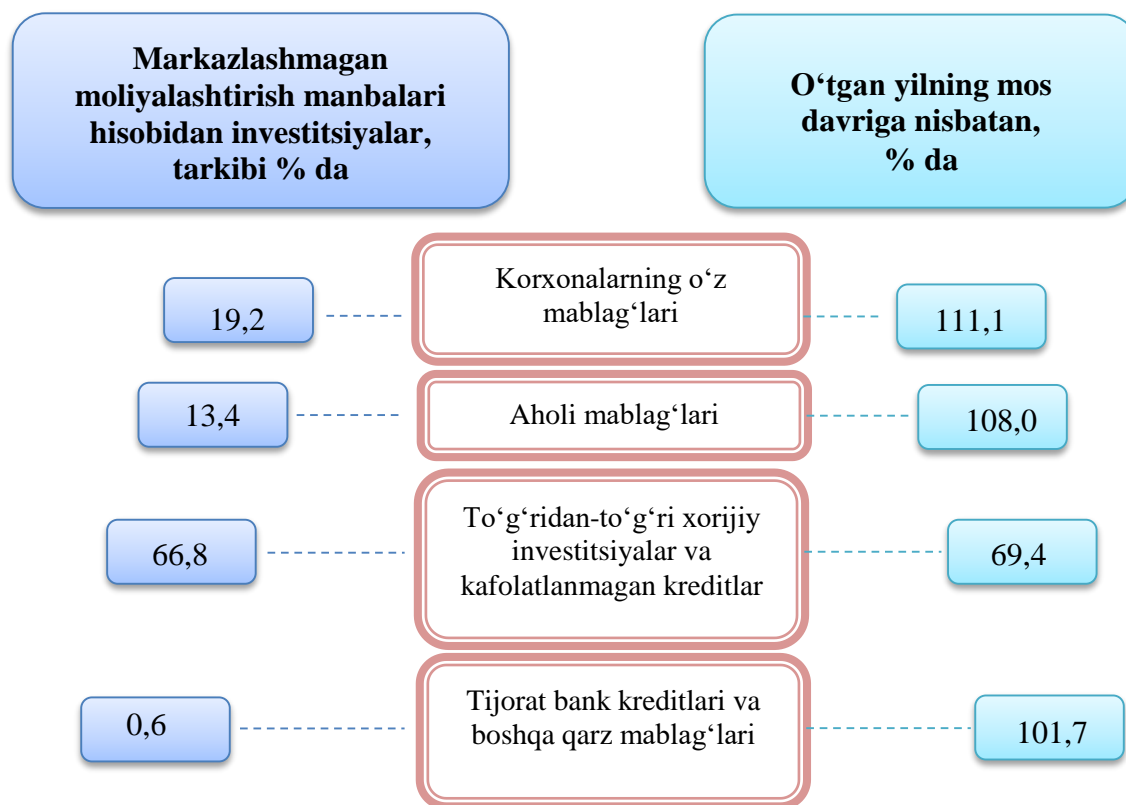 Markazlashmagan
moliyalashtirish manbalari
hisobidan investitsiyalar,
tarkibi % da
O‘tgan yilning mos
davriga nisbatan,
% da
19,2
Korxonalarning o‘z
mablag‘lari
111,1
13,4
Aholi mablag‘lari
108,0
66,8
To‘g‘ridan-to‘g‘ri xorijiy
investitsiyalar va
kafolatlanmagan kreditlar
69,4
0,6
Tijorat bank kreditlari va
boshqa qarz mablag‘lari
101,7